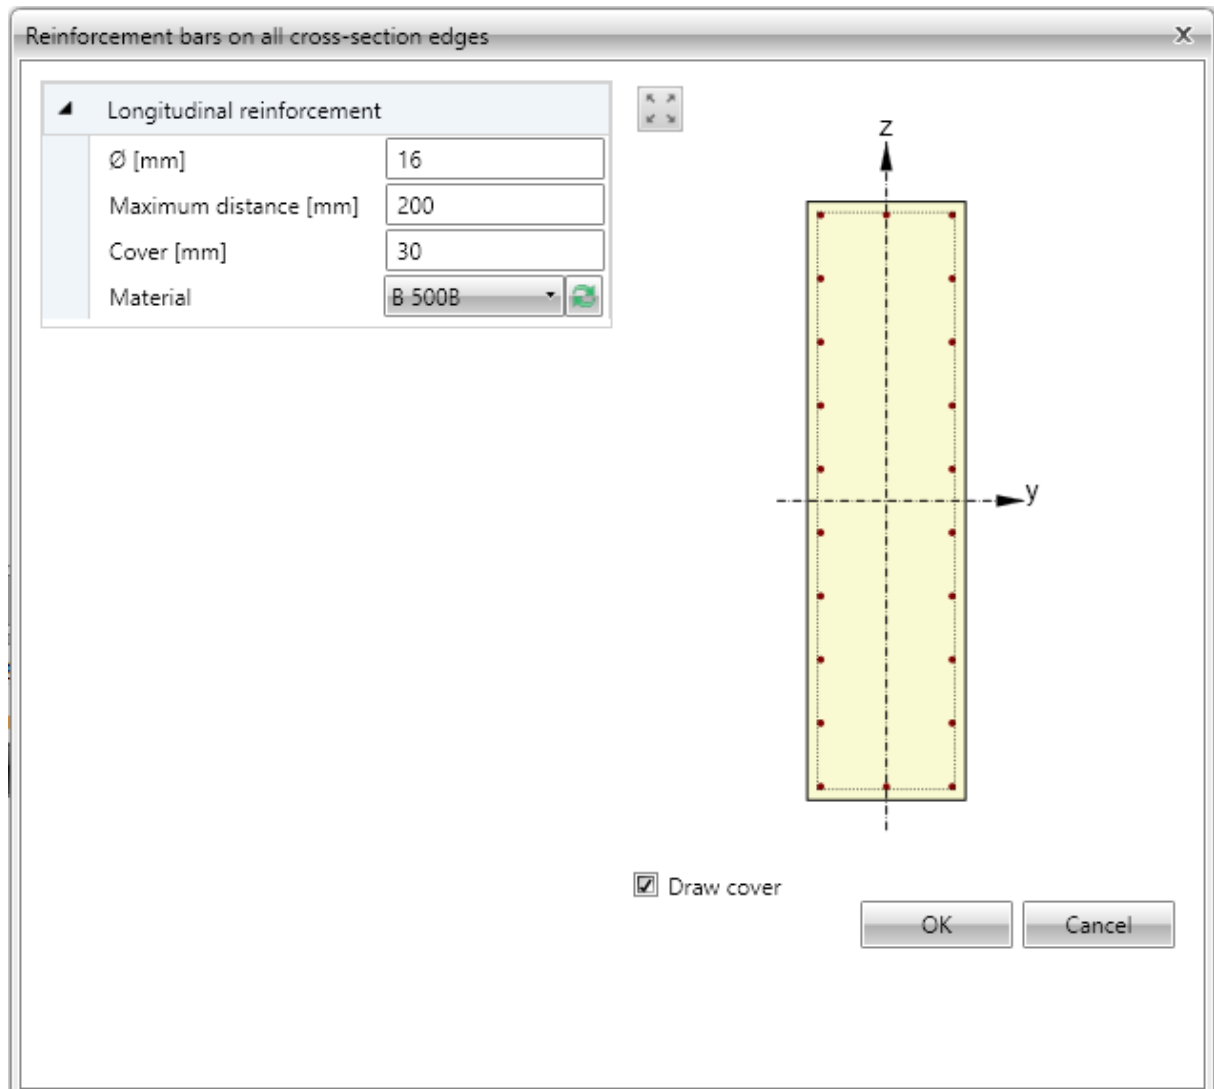 Reinforcement bars on all cross-section edges x
Longitudinal reinforcement
Ø [mm] 16
Maximum distance [mm] 200
Cover [mm] 30
Material B 500B
z
y
Draw cover
OK Cancel